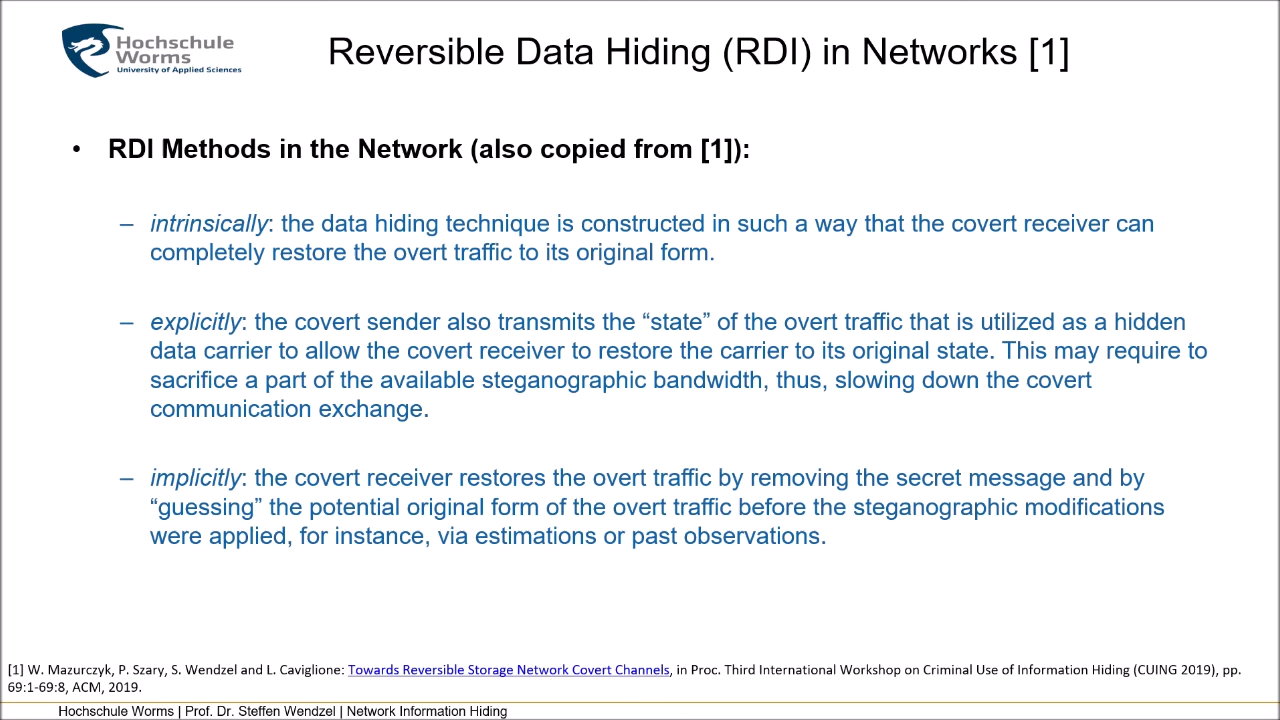 Hochschule
Worms
University of Applied Sciences
Reversible Data Hiding (RDI) in Networks [1]
• RDI Methods in the Network (also copied from [1]):
– intrinsically: the data hiding technique is constructed in such a way that the covert receiver can
completely restore the overt traffic to its original form.
– explicitly: the covert sender also transmits the “state” of the overt traffic that is utilized as a hidden
data carrier to allow the covert receiver to restore the carrier to its original state. This may require to
sacrifice a part of the available steganographic bandwidth, thus, slowing down the covert
communication exchange.
– implicitly: the covert receiver restores the overt traffic by removing the secret message and by
“guessing” the potential original form of the overt traffic before the steganographic modifications
were applied, for instance, via estimations or past observations.
[1] W. Mazurczyk, P. Szary, S. Wendzel and L. Caviglione: Towards Reversible Storage Network Covert Channels, in Proc. Third International Workshop on Criminal Use of Information Hiding (CUING 2019), pp.
69:1-69:8, ACM, 2019.
Hochschule Worms | Prof. Dr. Steffen Wendzel | Network Information Hiding